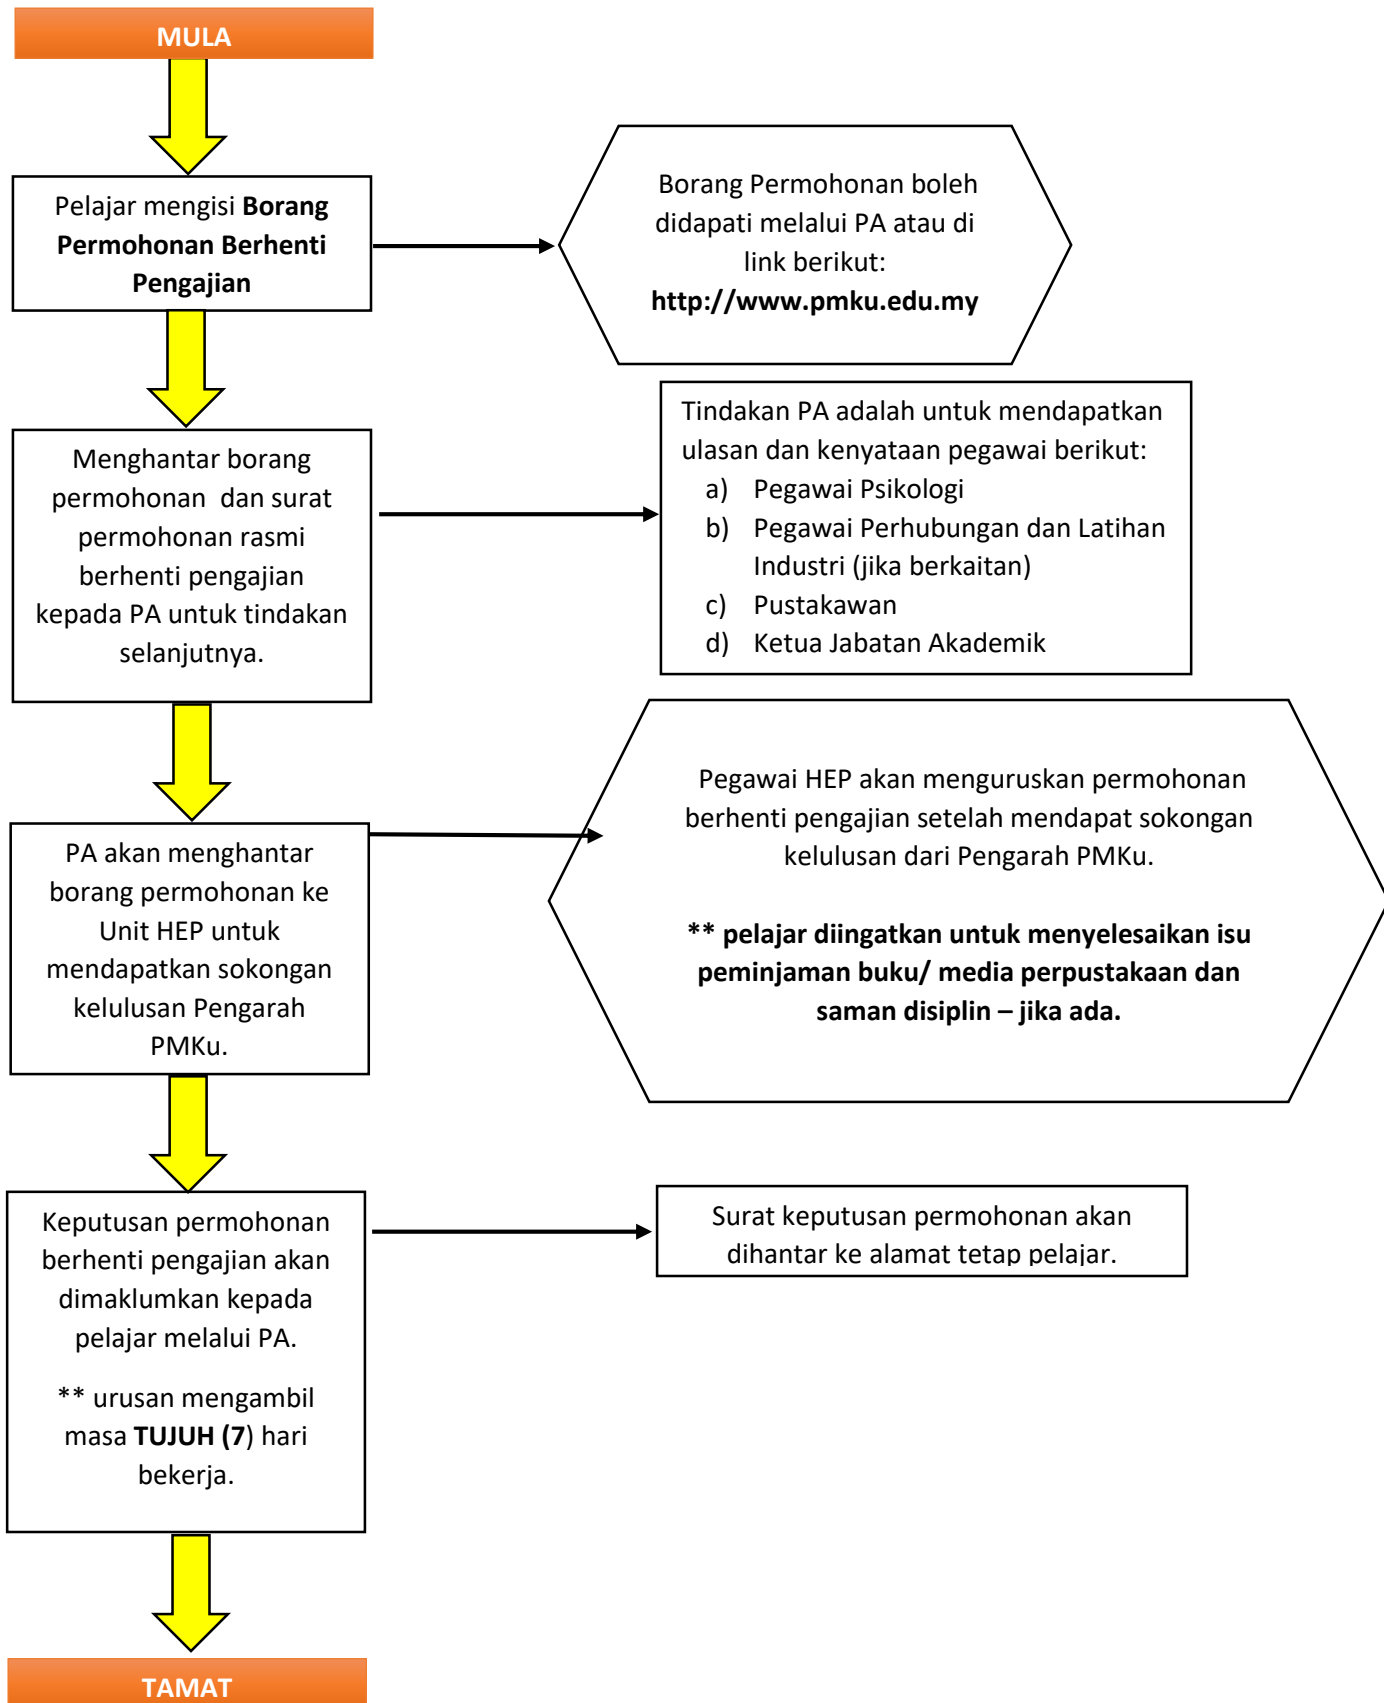 MULA
Pelajar mengisi Borang
Permohonan Berhenti
Pengajian
Borang Permohonan boleh
didapati melalui PA atau di
link berikut:
http://www.pmku.edu.my
Menghantar borang
permohonan dan surat
permohonan rasmi
berhenti pengajian
kepada PA untuk tindakan
selanjutnya.
Tindakan PA adalah untuk mendapatkan
ulasan dan kenyataan pegawai berikut:
a) Pegawai Psikologi
b) Pegawai Perhubungan dan Latihan
Industri (jika berkaitan)
c) Pustakawan
d) Ketua Jabatan Akademik
PA akan menghantar
borang permohonan ke
Unit HEP untuk
mendapatkan sokongan
kelulusan Pengarah
PMKu.
Pegawai HEP akan menguruskan permohonan
berhenti pengajian setelah mendapat sokongan
kelulusan dari Pengarah PMKu.
** pelajar diingatkan untuk menyelesaikan isu
peminjaman buku/ media perpustakaan dan
saman disiplin – jika ada.
Keputusan permohonan
berhenti pengajian akan
dimaklumkan kepada
pelajar melalui PA.
** urusan mengambil
masa TUJUH (7) hari
bekerja.
Surat keputusan permohonan akan
dihantar ke alamat tetap pelajar.
TAMAT